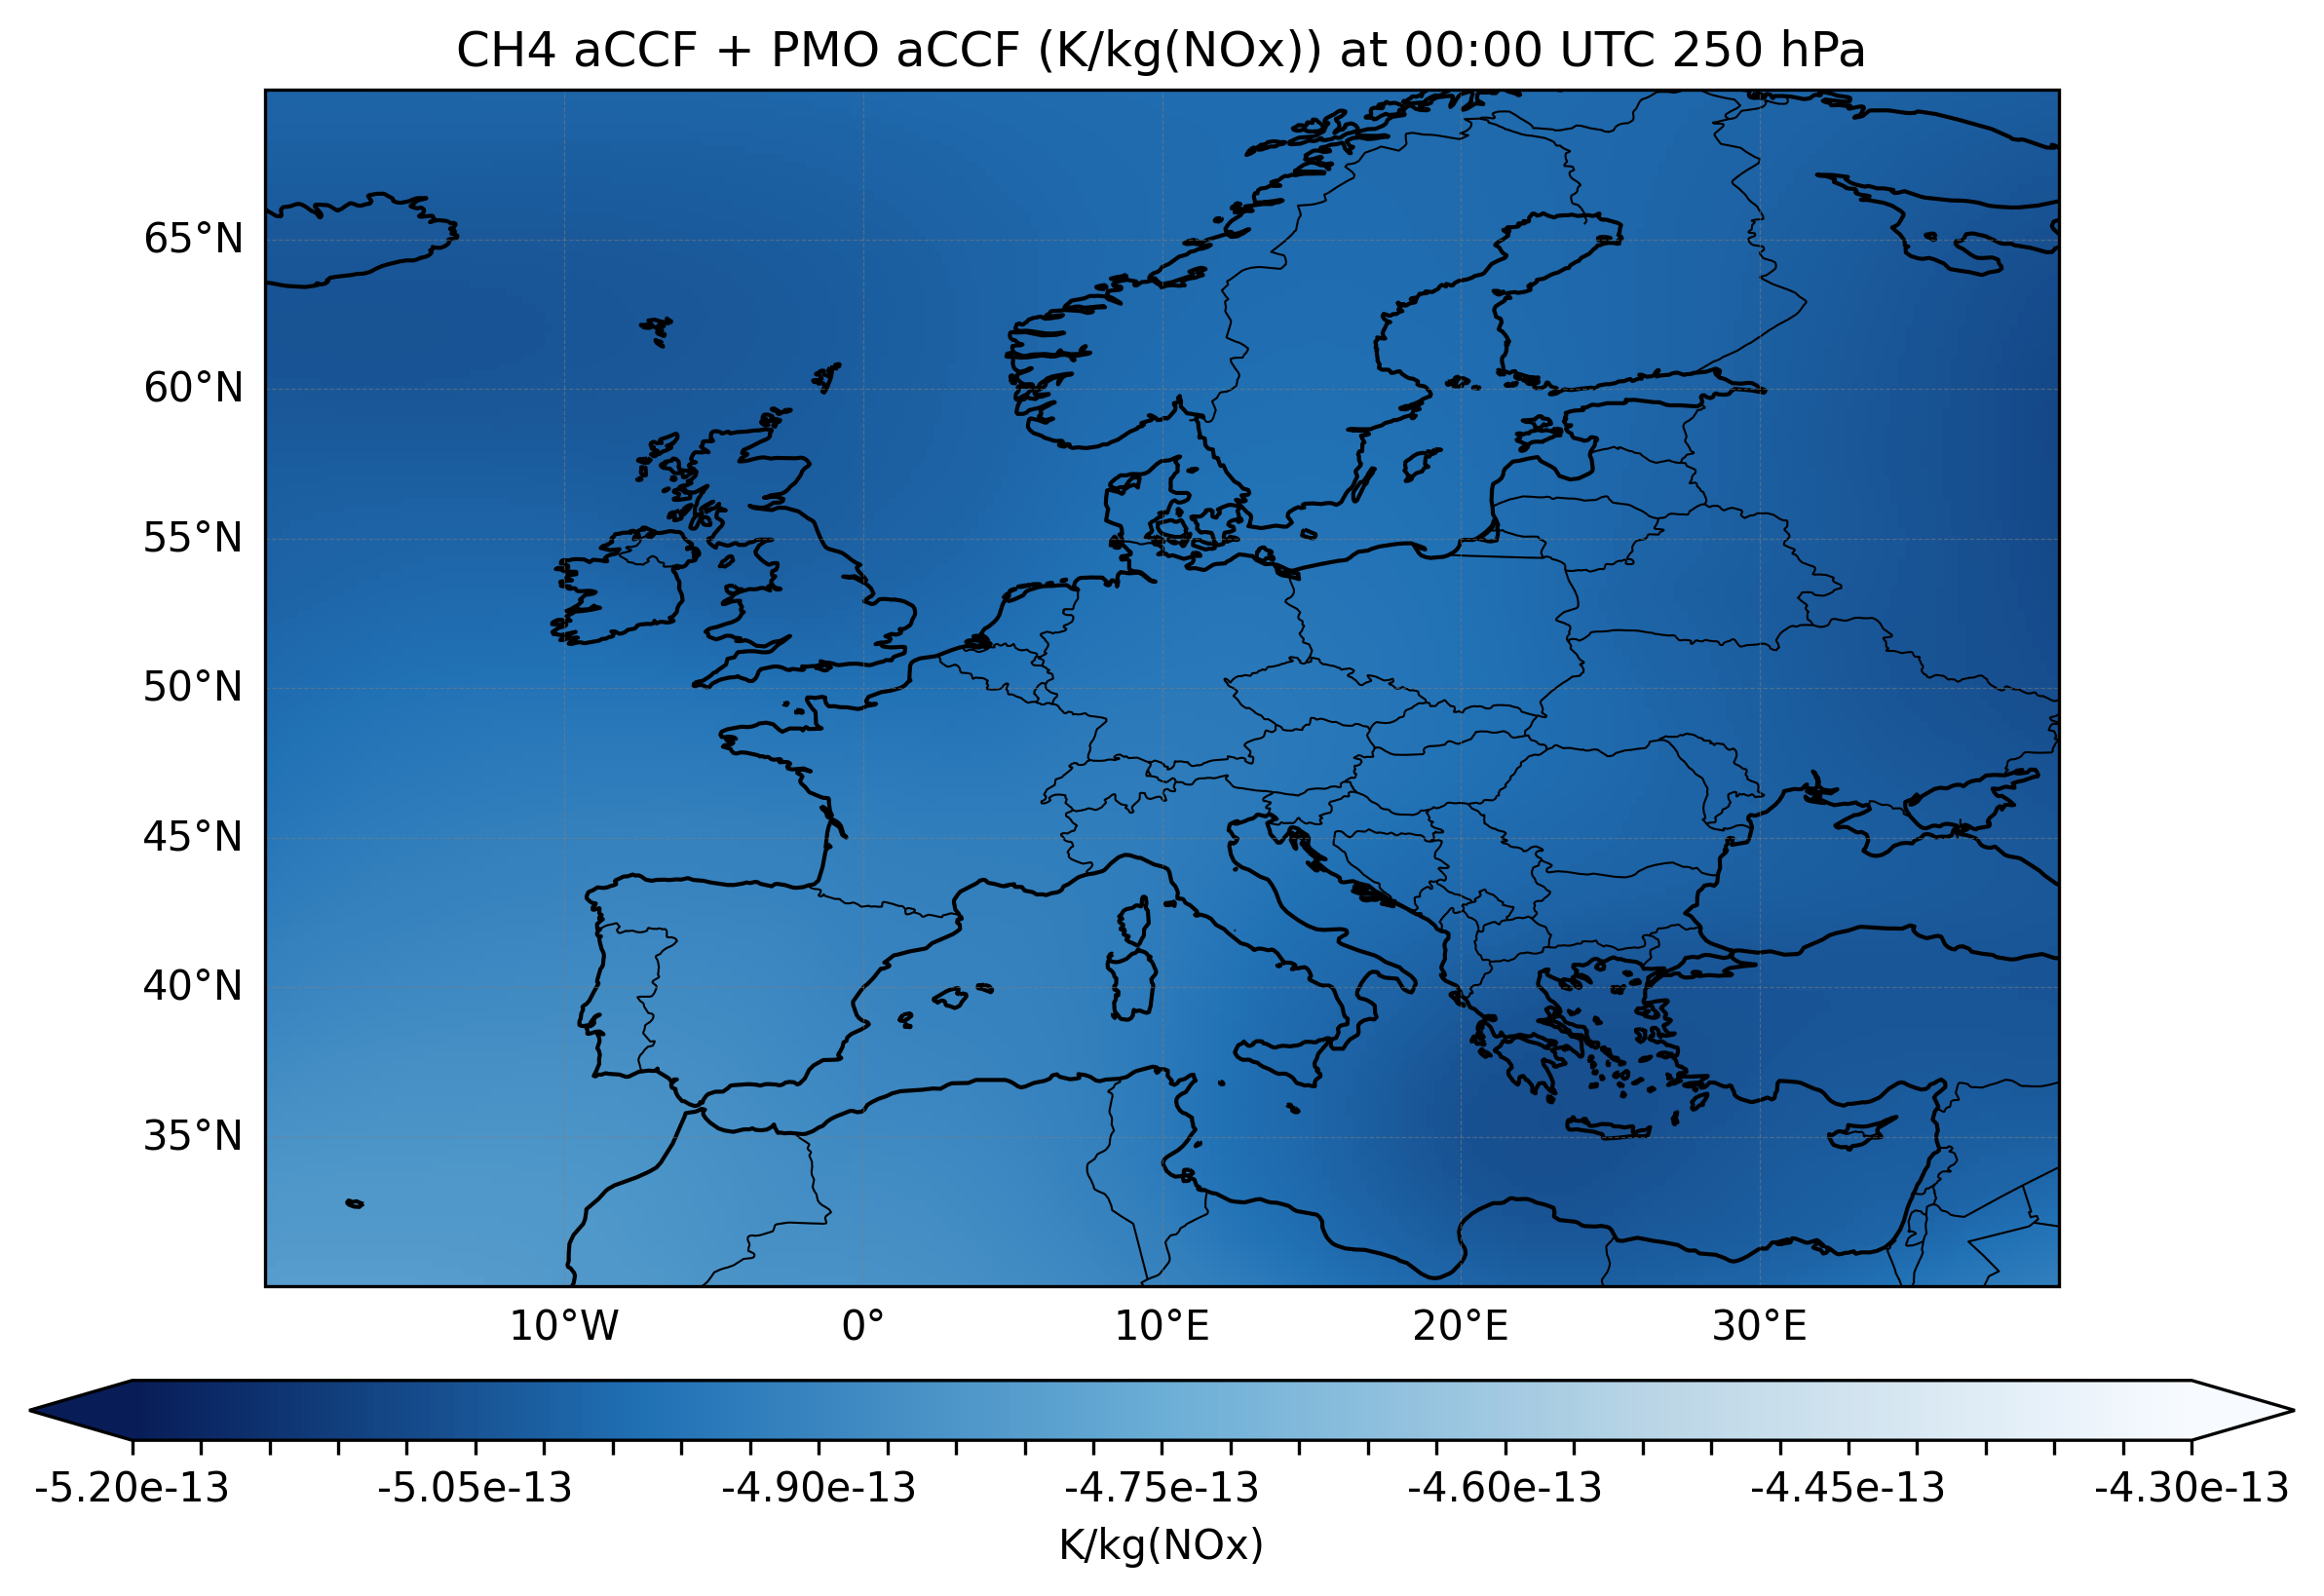 CH4 aCCF + PMO aCCF (K/kg(NOx)) at 00:00 UTC 250 hPa
65°N
60°N
55°N
50°N
45°N
40°N
35°N
10°W 0° 10°E 20°E 30°E
-5.20e-13 -5.05e-13 -4.90e-13 -4.75e-13 -4.60e-13 -4.45e-13 -4.30e-13
K/kg(NOx)